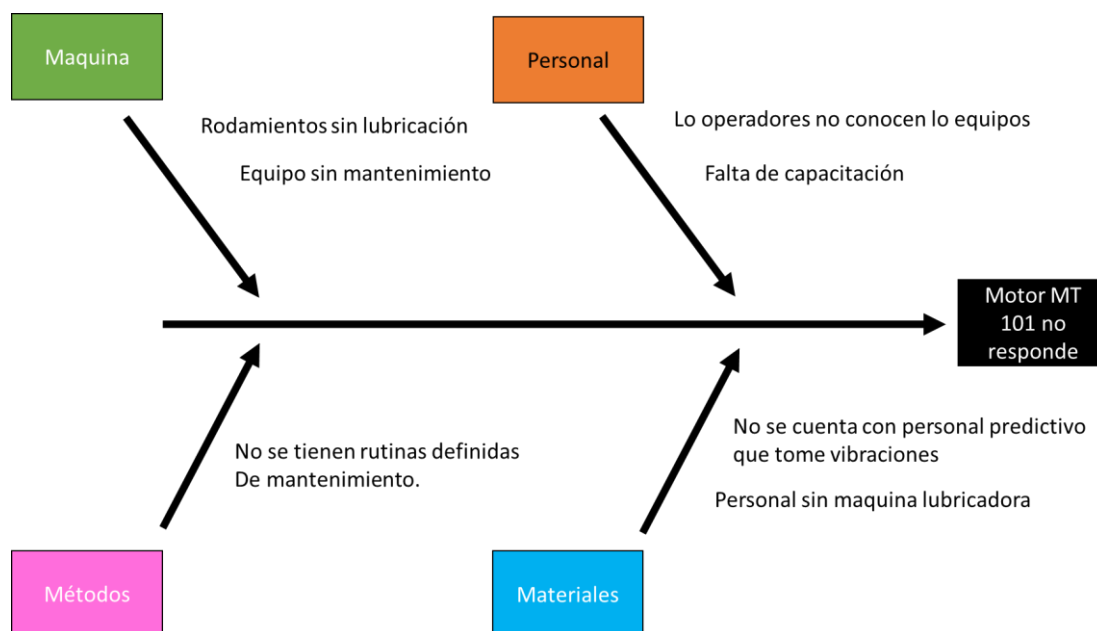 Maquina
Personal
Rodamientos sin lubricación
Equipo sin mantenimiento
Lo operadores no conocen lo equipos
Falta de capacitación
Motor MT
101 no
responde
No se tienen rutinas definidas
De mantenimiento.
No se cuenta con personal predictivo
que tome vibraciones
Personal sin maquina lubricadora
Métodos
Materiales